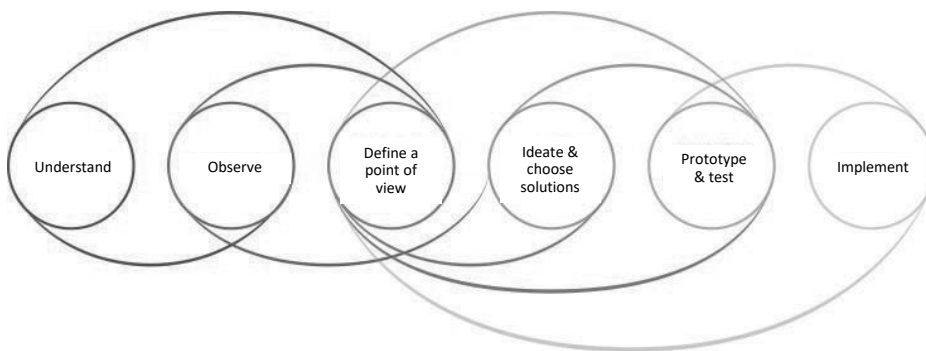 Understand
Observe
Define a
point of
view
Ideate &
choose
solutions
Prototype
& test
Implement